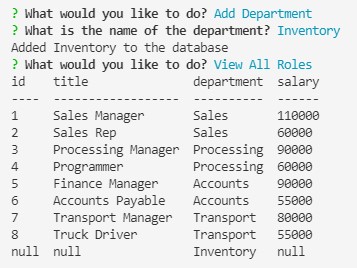 ? What would you like to do? Add Department
? What is the name of the department? Inventory
Added Inventory to the database
? What would you like to do? View All Roles
id    title               department  salary
----  ------------------  ----------  ------
1     Sales Manager       Sales       110000
2     Sales Rep           Sales       60000
3     Processing Manager  Processing  90000
4     Programmer          Processing  60000
5     Finance Manager     Accounts    90000
6     Accounts Payable    Accounts    55000
7     Transport Manager   Transport   80000
8     Truck Driver        Transport   55000
null  null                Inventory   null